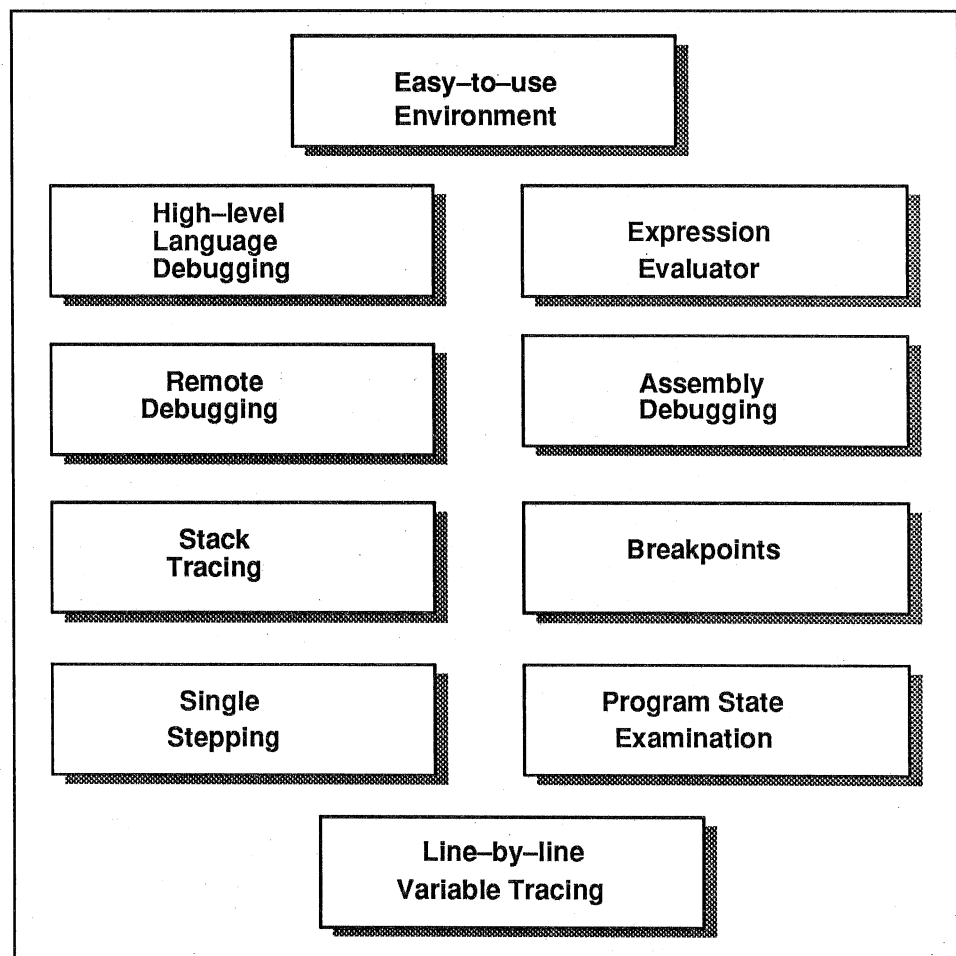 Easy–to–use
Environment
High–level
Language
Debugging
Expression
Evaluator
Remote
Debugging
Assembly
Debugging
Stack
Tracing
Breakpoints
Single
Stepping
Program State
Examination
Line–by–line
Variable Tracing